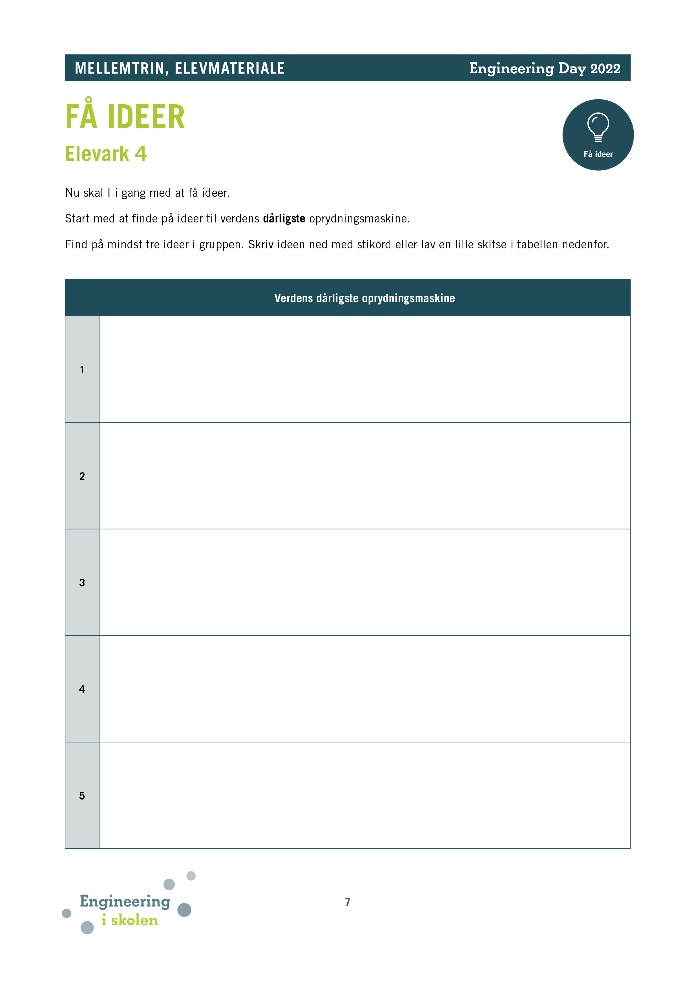 MELLEMTRIN, ELEVMATERIALE
Engineering Day 2022
FÅ IDEER
Elevark 4
Få ideer
Nu skal I i gang med at få ideer.
Start med at finde på ideer til verdens dårligste oprydningsmaskine.
Find på mindst tre ideer i gruppen. Skriv ideen ned med stikord eller lav en lille skitse i tabellen nedenfor.
Verdens dårligste oprydningsmaskine
1
2
3
4
5
Engineering
i skolen
7